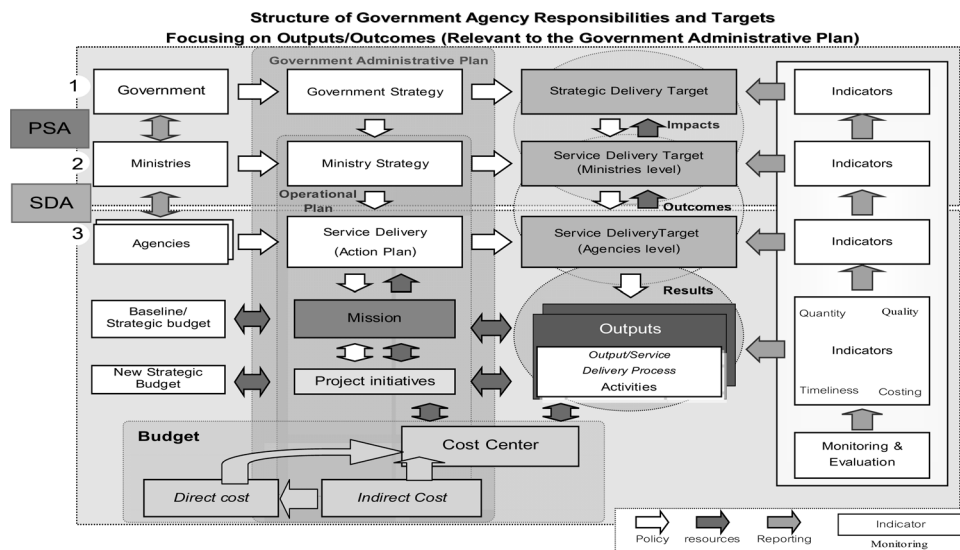 Structure of Government Agency Responsibilities and Targets
Focusing on Outputs/Outcomes (Relevant to the Government Administrative Plan)
Government Administrative Plan
1
Government
Government Strategy
Strategic Delivery Target
Indicators
PSA
Impacts
2
Ministries
Ministry Strategy
Service Delivery Target
(Ministries level)
Indicators
SDA
Operational
Plan
Outcomes
3
Agencies
Service Delivery
(Action Plan)
Service DeliveryTarget
(Agencies level)
Indicators
Results
Baseline/
Strategic budget
Mission
Outputs
Quantity
Quality
Indicators
Timeliness
Costing
New Strategic
Budget
Project initiatives
Output/Service
Delivery Process
Activities
Budget
Cost Center
Monitoring &
Evaluation
Direct cost
Indirect Cost
Policy
resources
Reporting
Indicator
Monitoring